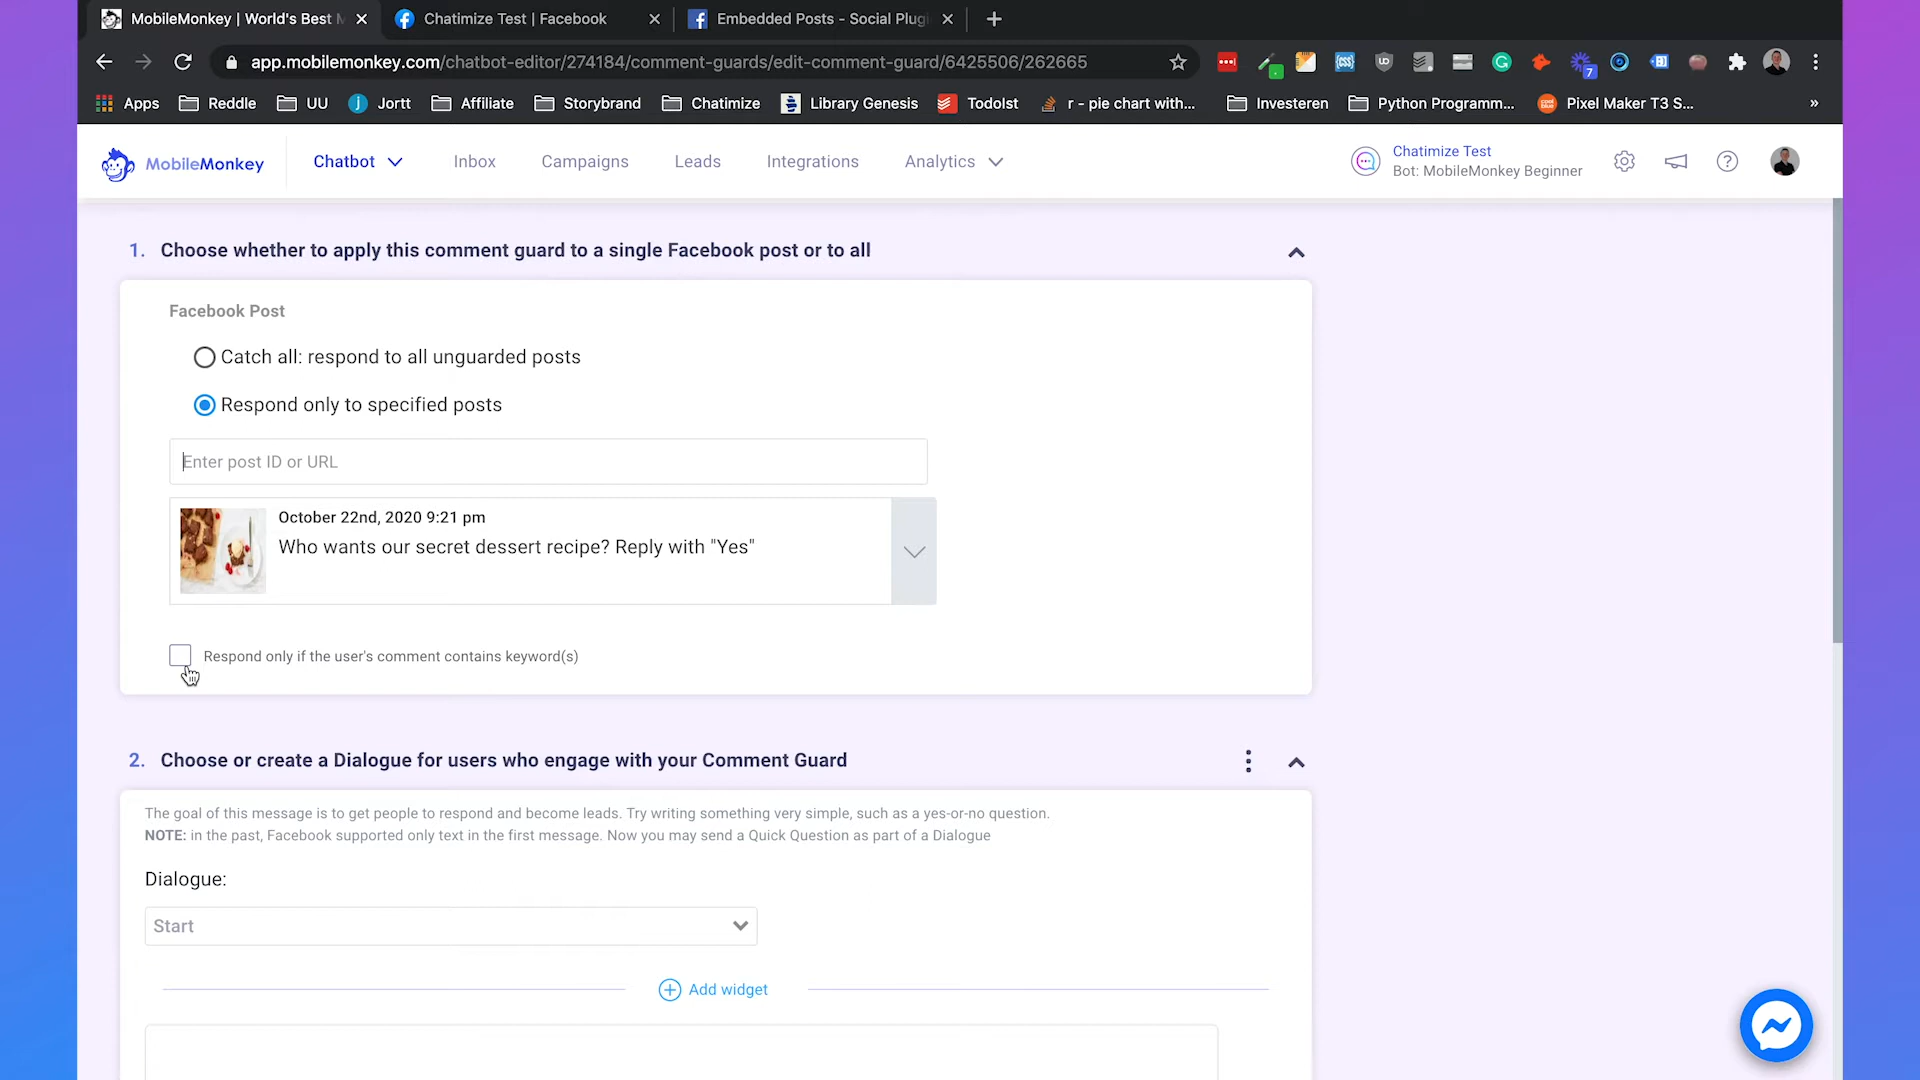 MobileMonkey | World's Best M
Chatimize Test | Facebook
Embedded Posts - Social Plugi
app.mobilemonkey.com/chatbot-editor/274184/comment-guards/edit-comment-guard/6425506/262665
7
Apps
Reddle
UU
Jortt
Affiliate
Storybrand
Chatimize
Library Genesis
TodoIst
r - pie chart with...
Investeren
Python Programm...
Pixel Maker T3 S...
»
MobileMonkey
Chatbot
Inbox
Campaigns
Leads
Integrations
Analytics
Chatimize Test
Bot: MobileMonkey Beginner
1. Choose whether to apply this comment guard to a single Facebook post or to all
Facebook Post
Catch all: respond to all unguarded posts
Respond only to specified posts
Enter post ID or URL
October 22nd, 2020 9:21 pm
Who wants our secret dessert recipe? Reply with "Yes"
Respond only if the user's comment contains keyword(s)
2. Choose or create a Dialogue for users who engage with your Comment Guard
The goal of this message is to get people to respond and become leads. Try writing something very simple, such as a yes-or-no question.
NOTE: in the past, Facebook supported only text in the first message. Now you may send a Quick Question as part of a Dialogue
Dialogue:
Start
Add widget